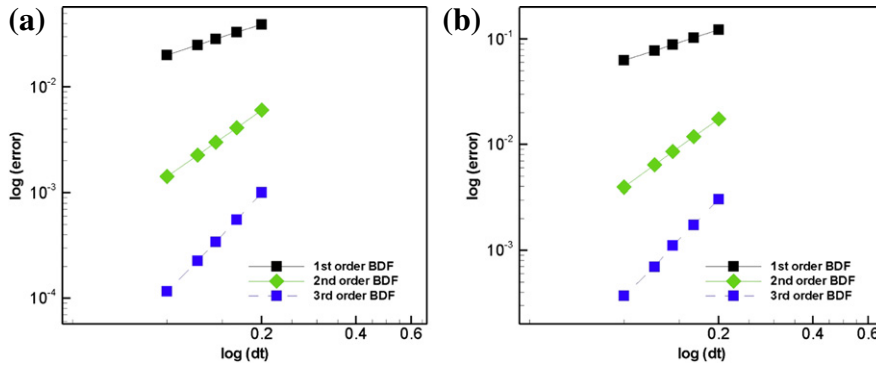 (a)
10^-2
10^-3
10^-4
log (error)
1st order BDF
2nd order BDF
3rd order BDF
0.2
0.4
0.6
log (dt)
(b)
10^-1
10^-2
10^-3
log (error)
1st order BDF
2nd order BDF
3rd order BDF
0.2
0.4
0.6
log (dt)